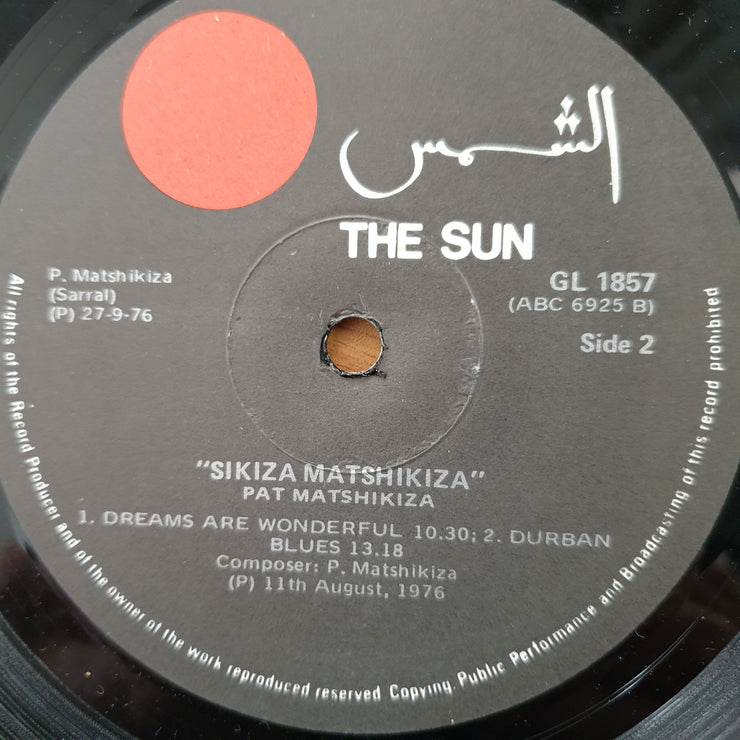 الشمس
THE SUN
P. Matshikiza
(Sarral)
(P) 27-9-76
GL 1857
(ABC 6925 B)
Side 2
"SIKIZA MATSHIKIZA"
PAT MATSHIKIZA
1. DREAMS ARE WONDERFUL 10.30; 2. DURBAN
BLUES 13.18
Composer: P. Matshikiza
(P) 11th August, 1976
All rights of the Record Producer and of the owner of the work reproduced reserved Copying, Public Performance and Broadcasting of this record prohibited